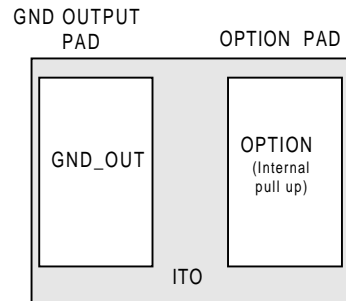 GND OUTPUT
PAD
OPTION PAD
GND_OUT
OPTION
(Internal
pull up)
ITO